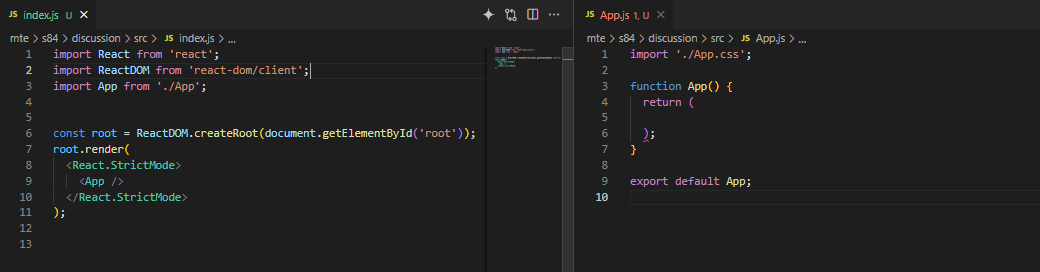 JS index.js U ×
mte > s84 > discussion > src > JS index.js > ...
1 import React from 'react';
2 import ReactDOM from 'react-dom/client';
3 import App from './App';
4
5
6 const root = ReactDOM.createRoot(document.getElementById('root'));
7 root.render(
8 <React.StrictMode>
9 <App />
10 </React.StrictMode>
11 );
12
13
JS App.js 1, U ×
mte > s84 > discussion > src > JS App.js > ...
1 import './App.css';
2
3 function App() {
4 return (
5
6 );
7 }
8
9 export default App;
10